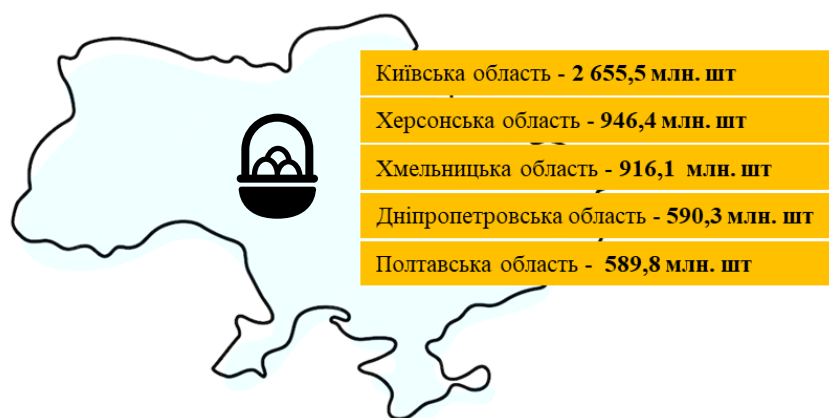 Київська область - 2 655,5 млн. шт
Херсонська область - 946,4 млн. шт
Хмельницька область - 916,1 млн. шт
Дніпропетровська область - 590,3 млн. шт
Полтавська область - 589,8 млн. шт